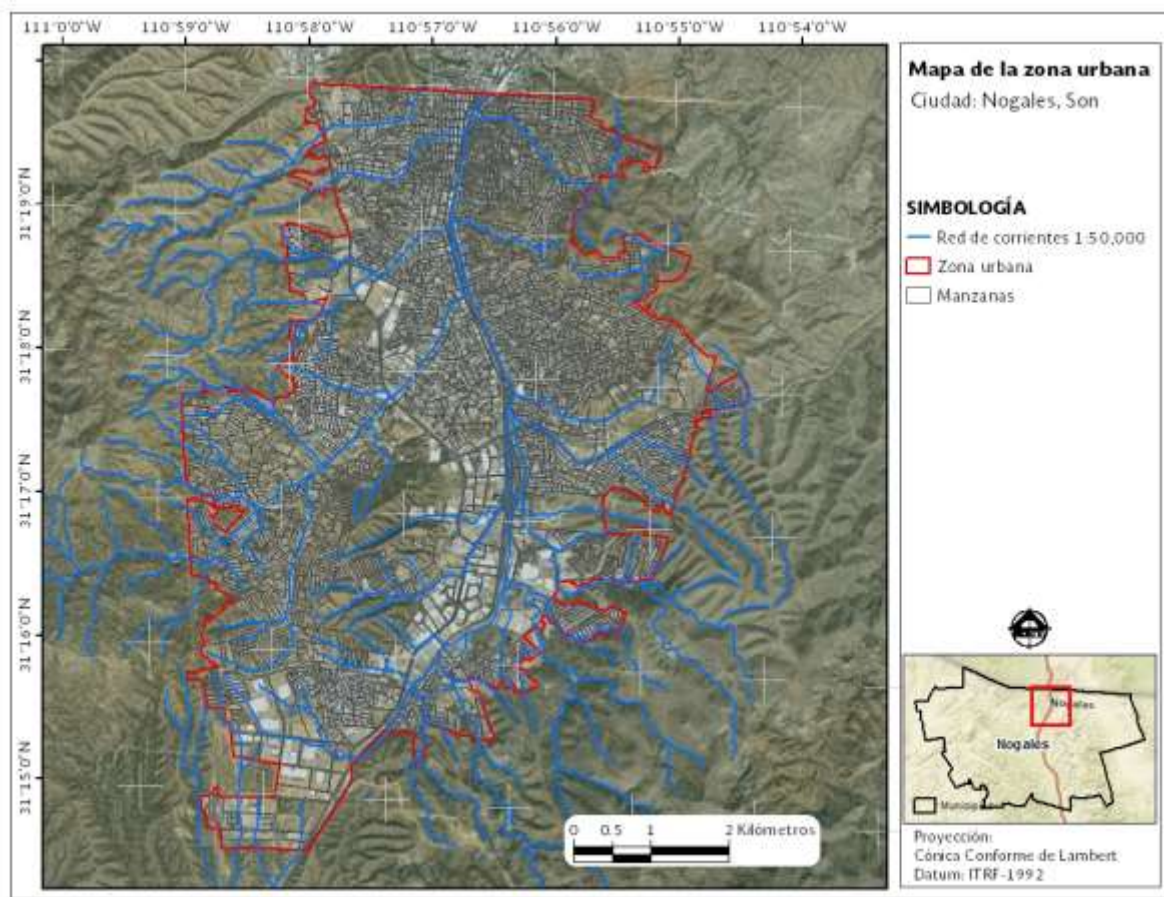 111°0'0"W 110°59'0"W 110°58'0"W 110°57'0"W 110°56'0"W 110°55'0"W 110°54'0"W
31°19'0"N
31°18'0"N
31°17'0"N
31°16'0"N
31°15'0"N
0 0.5 1 2 Kilómetros
Mapa de la zona urbana
Ciudad: Nogales, Son
SIMBOLOGÍA
Red de corrientes 1:50,000
Zona urbana
Manzanas
Nogales
Nogales
Proyección:
Cónica Conforme de Lambert
Datum: ITRF-1992